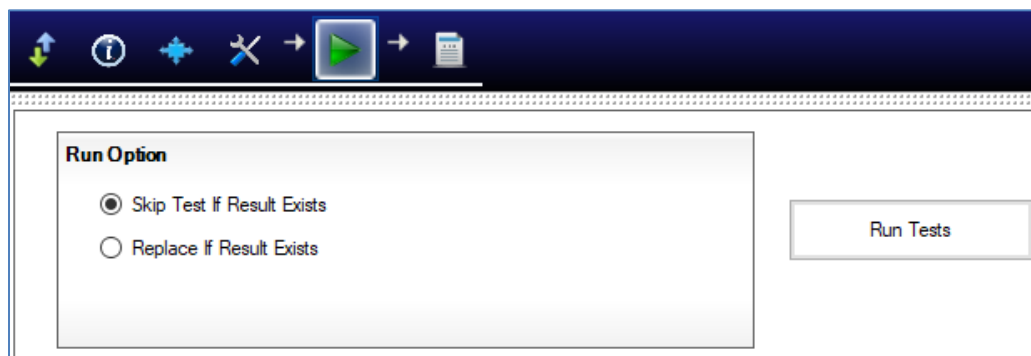 Run Option
Skip Test If Result Exists
Replace If Result Exists
Run Tests